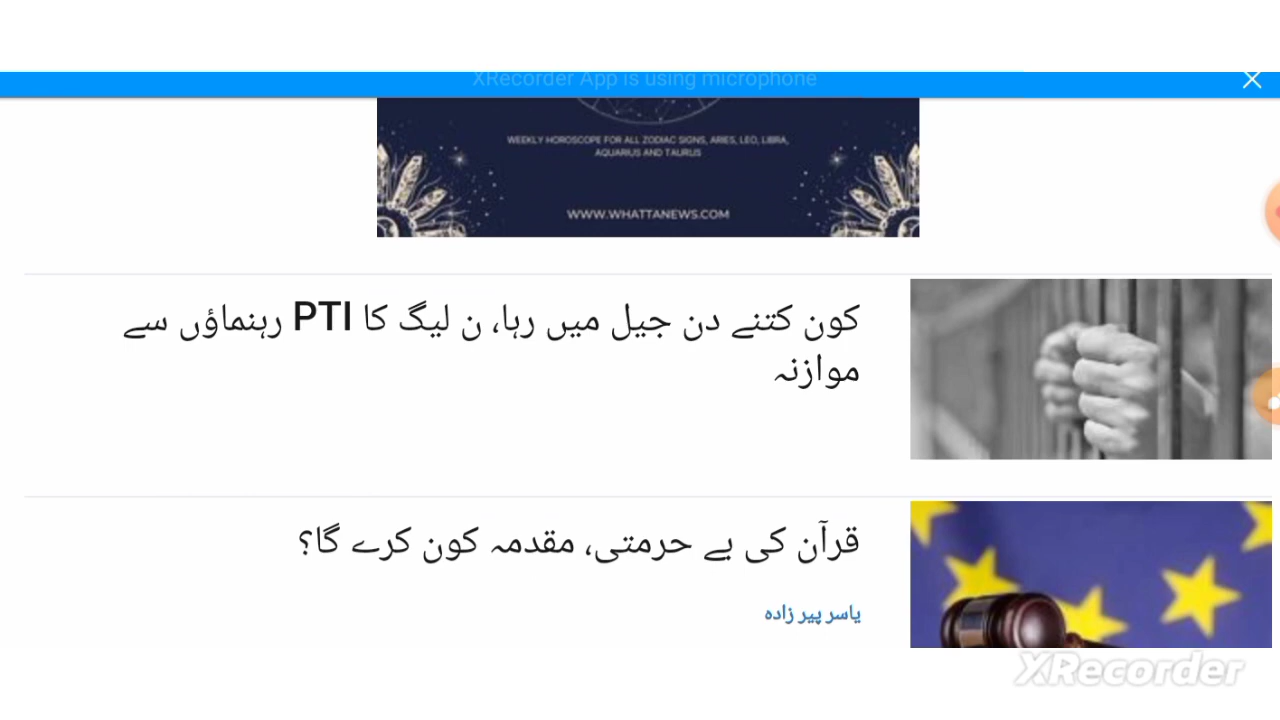 XRecorder App is using microphone
WEEKLY HOROSCOPE FOR ALL ZODIAC SIGNS, ARIES, LEO, LIBRA,
AQUARIUS AND TAURUS
WWW.WHATTANEWS.COM
کون کتنے دن جیل میں رہا، ن لیگ کا PTI رہنماؤں سے
موازنہ
قرآن کی بے حرمتی، مقدمہ کون کرے گا؟
یاسر پیر زادہ
XRecorder